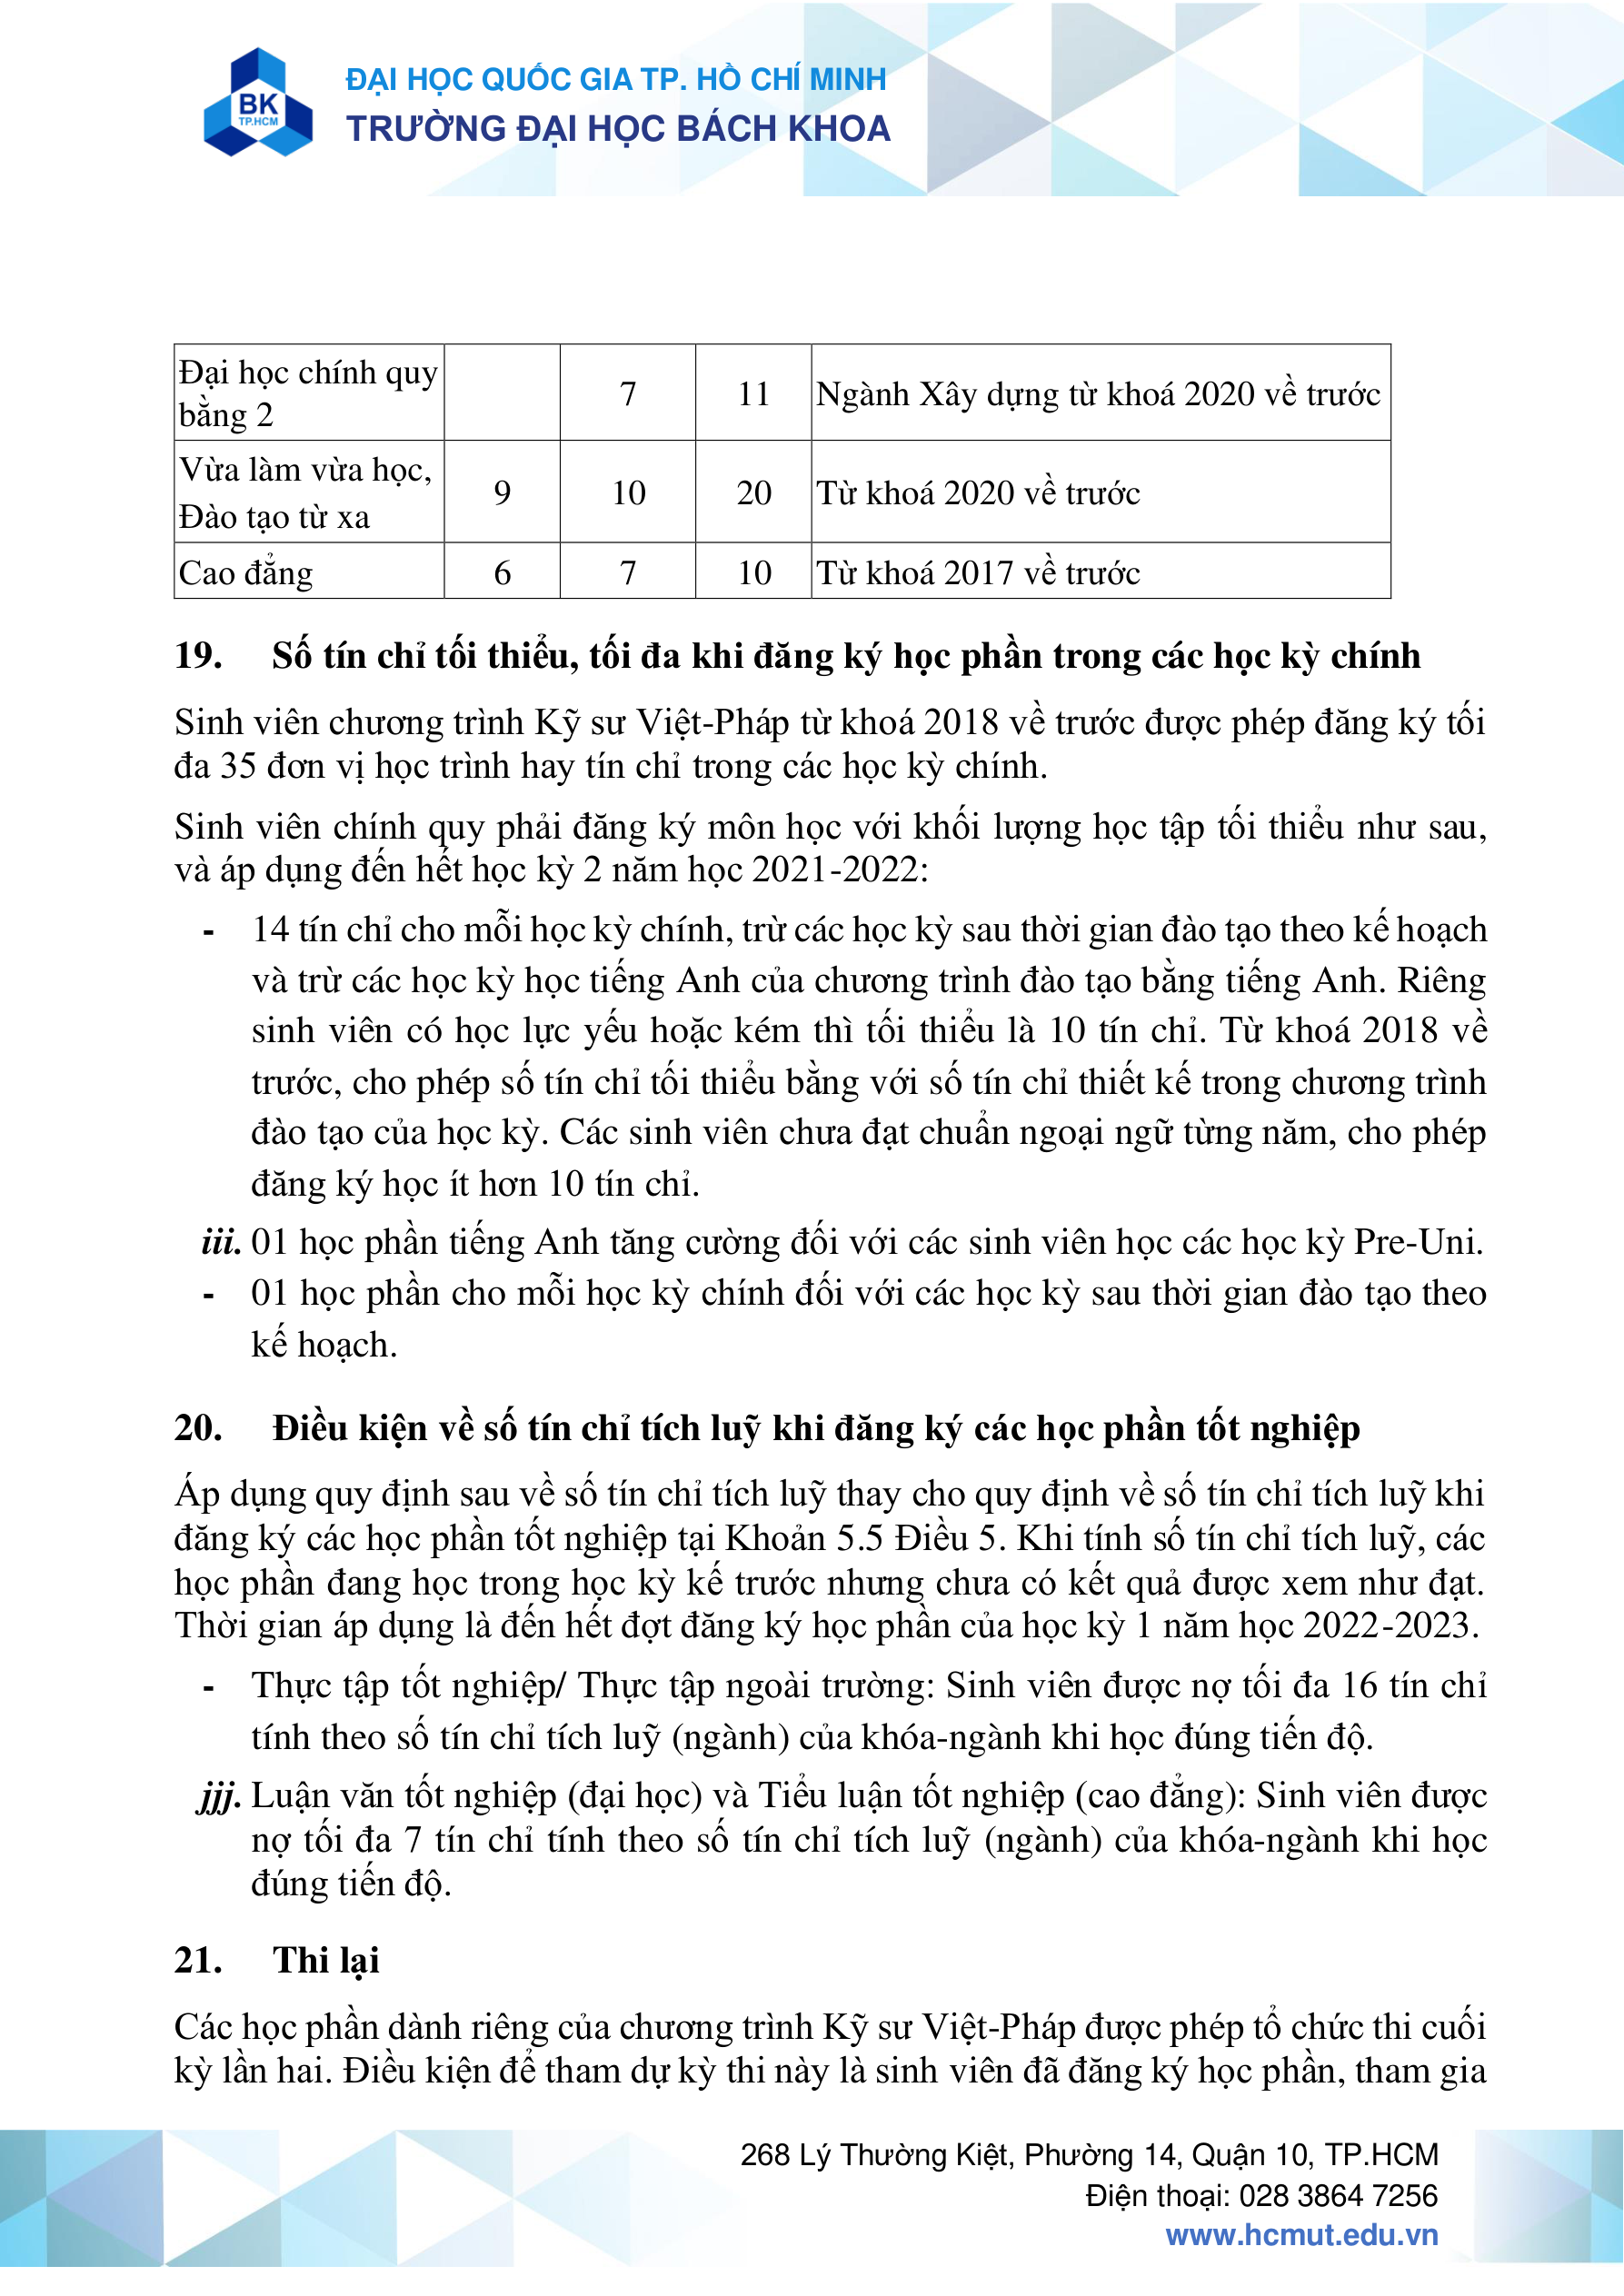 BK
TP.HCM
ĐẠI HỌC QUỐC GIA TP. HỒ CHÍ MINH
TRƯỜNG ĐẠI HỌC BÁCH KHOA
Đại học chính quy
bằng 2
7
11
Ngành Xây dựng từ khoá 2020 về trước
Vừa làm vừa học,
Đào tạo từ xa
9
10
20
Từ khoá 2020 về trước
Cao đẳng
6
7
10
Từ khoá 2017 về trước
19. Số tín chỉ tối thiểu, tối đa khi đăng ký học phần trong các học kỳ chính
Sinh viên chương trình Kỹ sư Việt-Pháp từ khoá 2018 về trước được phép đăng ký tối
đa 35 đơn vị học trình hay tín chỉ trong các học kỳ chính.
Sinh viên chính quy phải đăng ký môn học với khối lượng học tập tối thiểu như sau,
và áp dụng đến hết học kỳ 2 năm học 2021-2022:
- 14 tín chỉ cho mỗi học kỳ chính, trừ các học kỳ sau thời gian đào tạo theo kế hoạch
và trừ các học kỳ học tiếng Anh của chương trình đào tạo bằng tiếng Anh. Riêng
sinh viên có học lực yếu hoặc kém thì tối thiểu là 10 tín chỉ. Từ khoá 2018 về
trước, cho phép số tín chỉ tối thiểu bằng với số tín chỉ thiết kế trong chương trình
đào tạo của học kỳ. Các sinh viên chưa đạt chuẩn ngoại ngữ từng năm, cho phép
đăng ký học ít hơn 10 tín chỉ.
iii. 01 học phần tiếng Anh tăng cường đối với các sinh viên học các học kỳ Pre-Uni.
- 01 học phần cho mỗi học kỳ chính đối với các học kỳ sau thời gian đào tạo theo
kế hoạch.
20. Điều kiện về số tín chỉ tích luỹ khi đăng ký các học phần tốt nghiệp
Áp dụng quy định sau về số tín chỉ tích luỹ thay cho quy định về số tín chỉ tích luỹ khi
đăng ký các học phần tốt nghiệp tại Khoản 5.5 Điều 5. Khi tính số tín chỉ tích luỹ, các
học phần đang học trong học kỳ kế trước nhưng chưa có kết quả được xem như đạt.
Thời gian áp dụng là đến hết đợt đăng ký học phần của học kỳ 1 năm học 2022-2023.
- Thực tập tốt nghiệp/ Thực tập ngoài trường: Sinh viên được nợ tối đa 16 tín chỉ
tính theo số tín chỉ tích luỹ (ngành) của khóa-ngành khi học đúng tiến độ.
jjj. Luận văn tốt nghiệp (đại học) và Tiểu luận tốt nghiệp (cao đẳng): Sinh viên được
nợ tối đa 7 tín chỉ tính theo số tín chỉ tích luỹ (ngành) của khóa-ngành khi học
đúng tiến độ.
21. Thi lại
Các học phần dành riêng của chương trình Kỹ sư Việt-Pháp được phép tổ chức thi cuối
kỳ lần hai. Điều kiện để tham dự kỳ thi này là sinh viên đã đăng ký học phần, tham gia
268 Lý Thường Kiệt, Phường 14, Quận 10, TP.HCM
Điện thoại: 028 3864 7256
www.hcmut.edu.vn